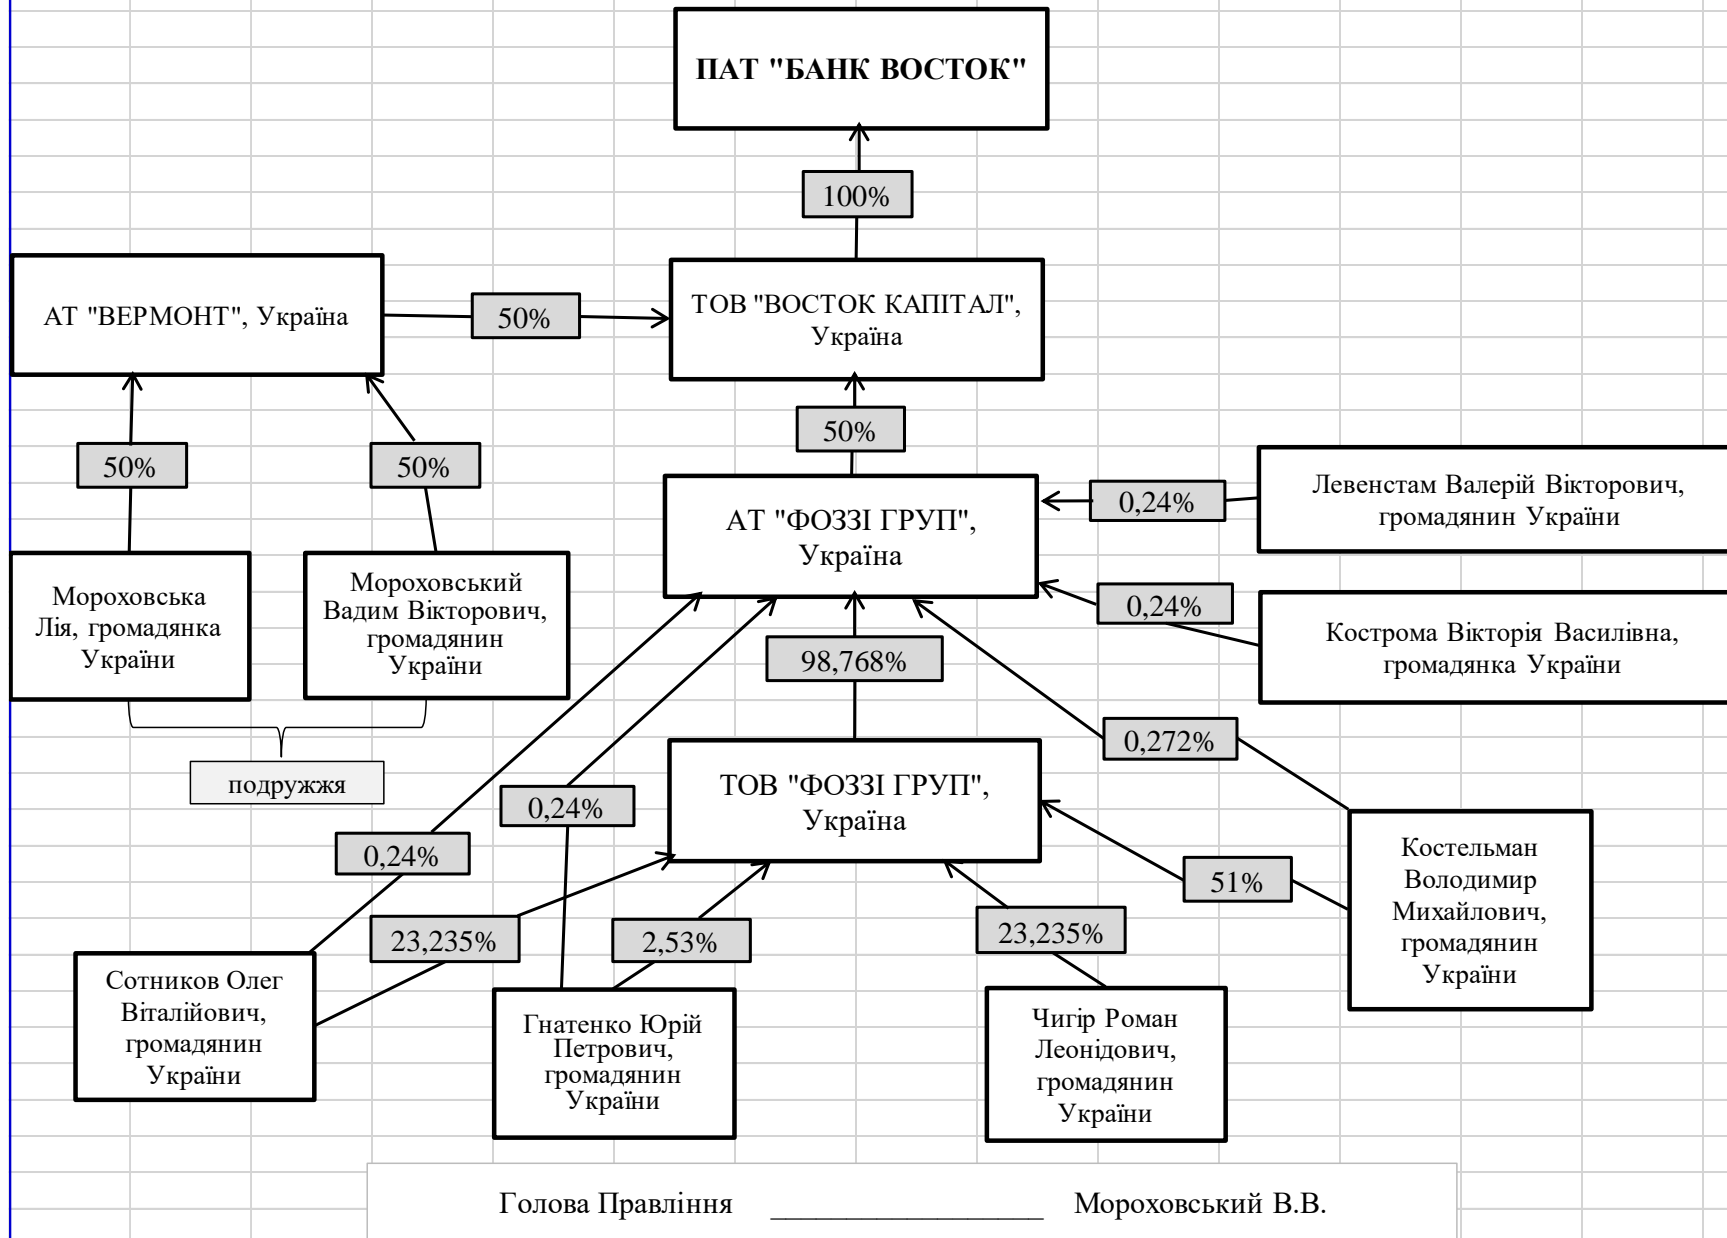 ПАТ "БАНК ВОСТОК"
100%
АТ "ВЕРМОНТ", Україна
50%
ТОВ "ВОСТОК КАПІТАЛ",
Україна
50%
50%
50%
АТ "ФОЗЗІ ГРУП",
Україна
0,24%
Левенстам Валерій Вікторович,
громадянин України
Мороховська
Лія, громадянка
України
Мороховський
Вадим Вікторович,
громадянин
України
0,24%
Кострома Вікторія Василівна,
громадянка України
98,768%
подружжя
0,272%
ТОВ "ФОЗЗІ ГРУП",
Україна
0,24%
0,24%
51%
Костельман
Володимир
Михайлович,
громадянин
України
23,235%
2,53%
23,235%
Сотников Олег
Віталійович,
громадянин
України
Гнатенко Юрій
Петрович,
громадянин
України
Чигір Роман
Леонідович,
громадянин
України
Голова Правління __________________ Мороховський В.В.